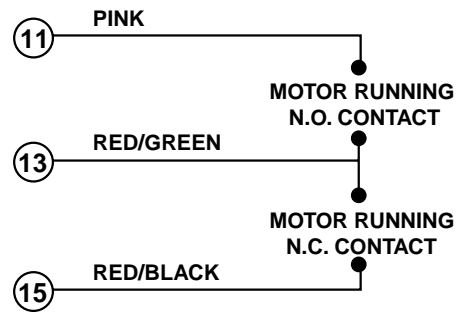 PINK
11
MOTOR RUNNING
N.O. CONTACT
RED/GREEN
13
MOTOR RUNNING
N.C. CONTACT
RED/BLACK
15